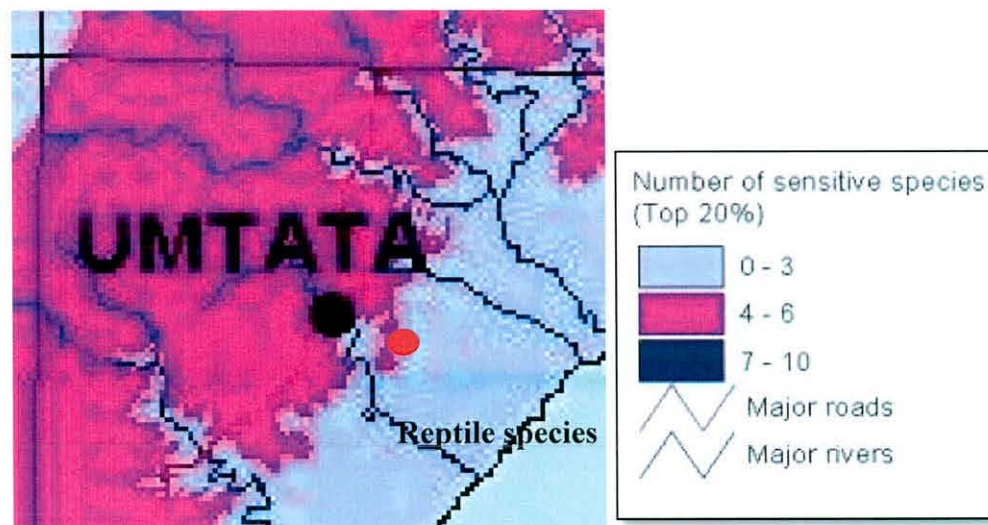 UMTATA
Reptile species
Number of sensitive species
(Top 20%)
0 - 3
4 - 6
7 - 10
Major roads
Major rivers